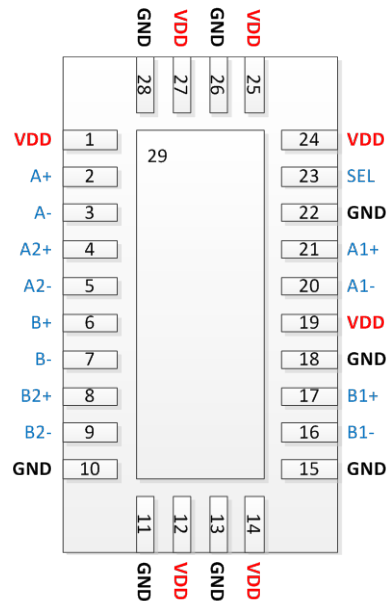 GND VDD GND VDD
28 27 26 25
VDD 1 24 VDD
29
A+ 2 23 SEL
A- 3 22 GND
A2+ 4 21 A1+
A2- 5 20 A1-
B+ 6 19 VDD
B- 7 18 GND
B2+ 8 17 B1+
B2- 9 16 B1-
GND 10 15 GND
11 12 13 14
GND VDD GND VDD